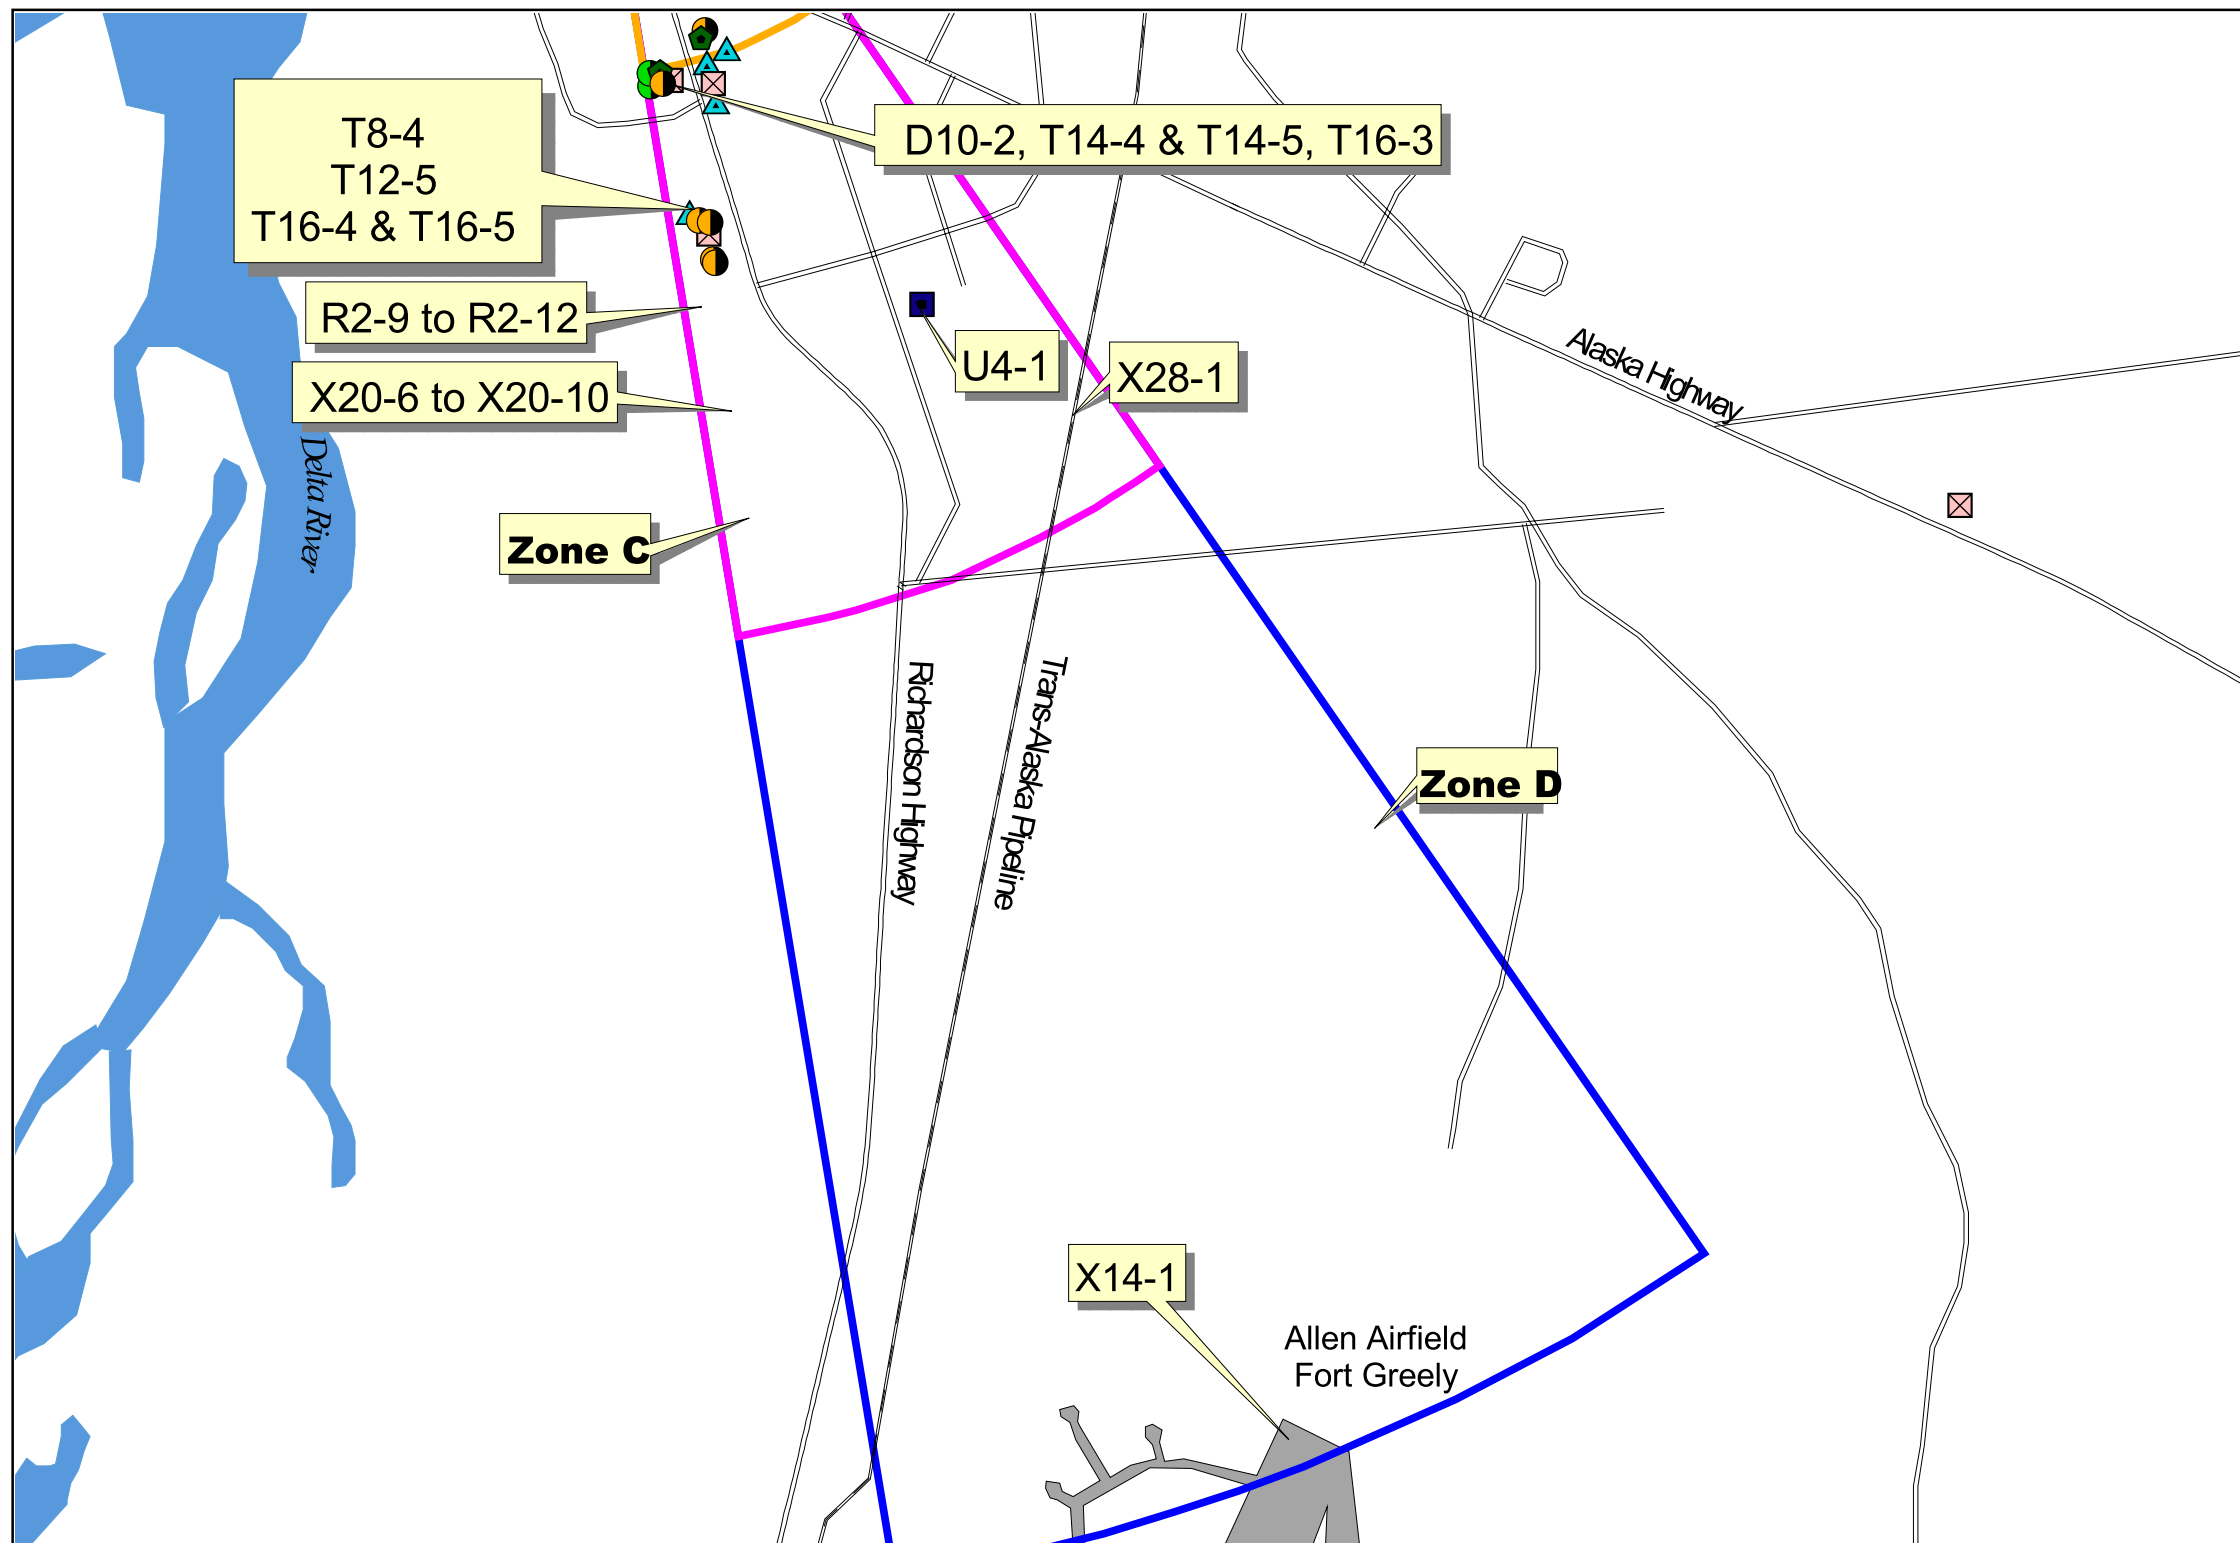 D10-2, T14-4 & T14-5, T16-3
T8-4
T12-5
T16-4 & T16-5
R2-9 to R2-12
U4-1
X28-1
X20-6 to X20-10
Alaska Highway
Delta River
Zone C
Richardson Highway
Trans-Alaska Pipeline
Zone D
X14-1
Allen Airfield
Fort Greely